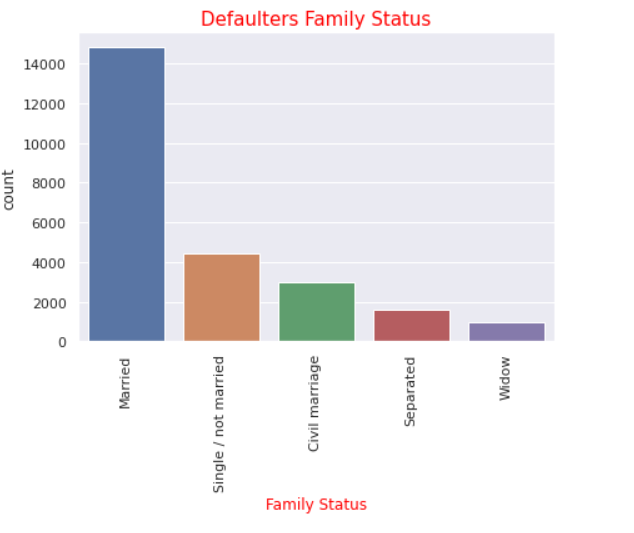 Defaulters Family Status
14000
12000
10000
8000
6000
4000
2000
0
count
Married
Single / not married
Civil marriage
Separated
Widow
Family Status